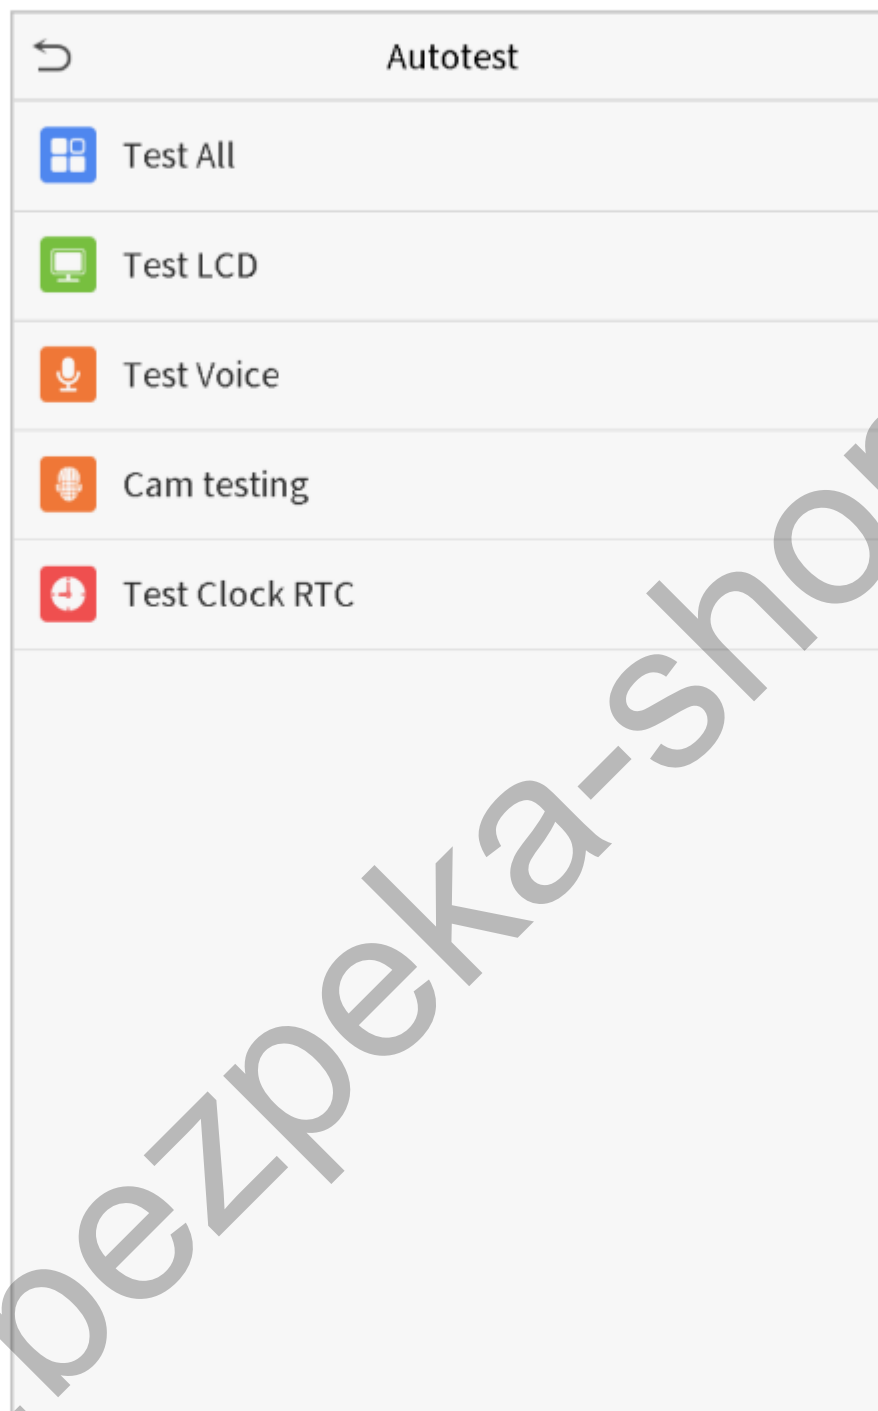 Autotest
Test All
Test LCD
Test Voice
Cam testing
Test Clock RTC
bezpeka-shop